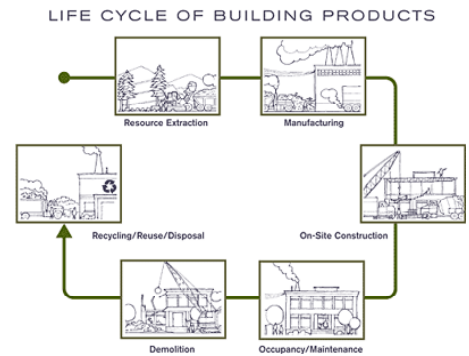 LIFE CYCLE OF BUILDING PRODUCTS
Resource Extraction
Manufacturing
On-Site Construction
Occupancy/Maintenance
Demolition
Recycling/Reuse/Disposal